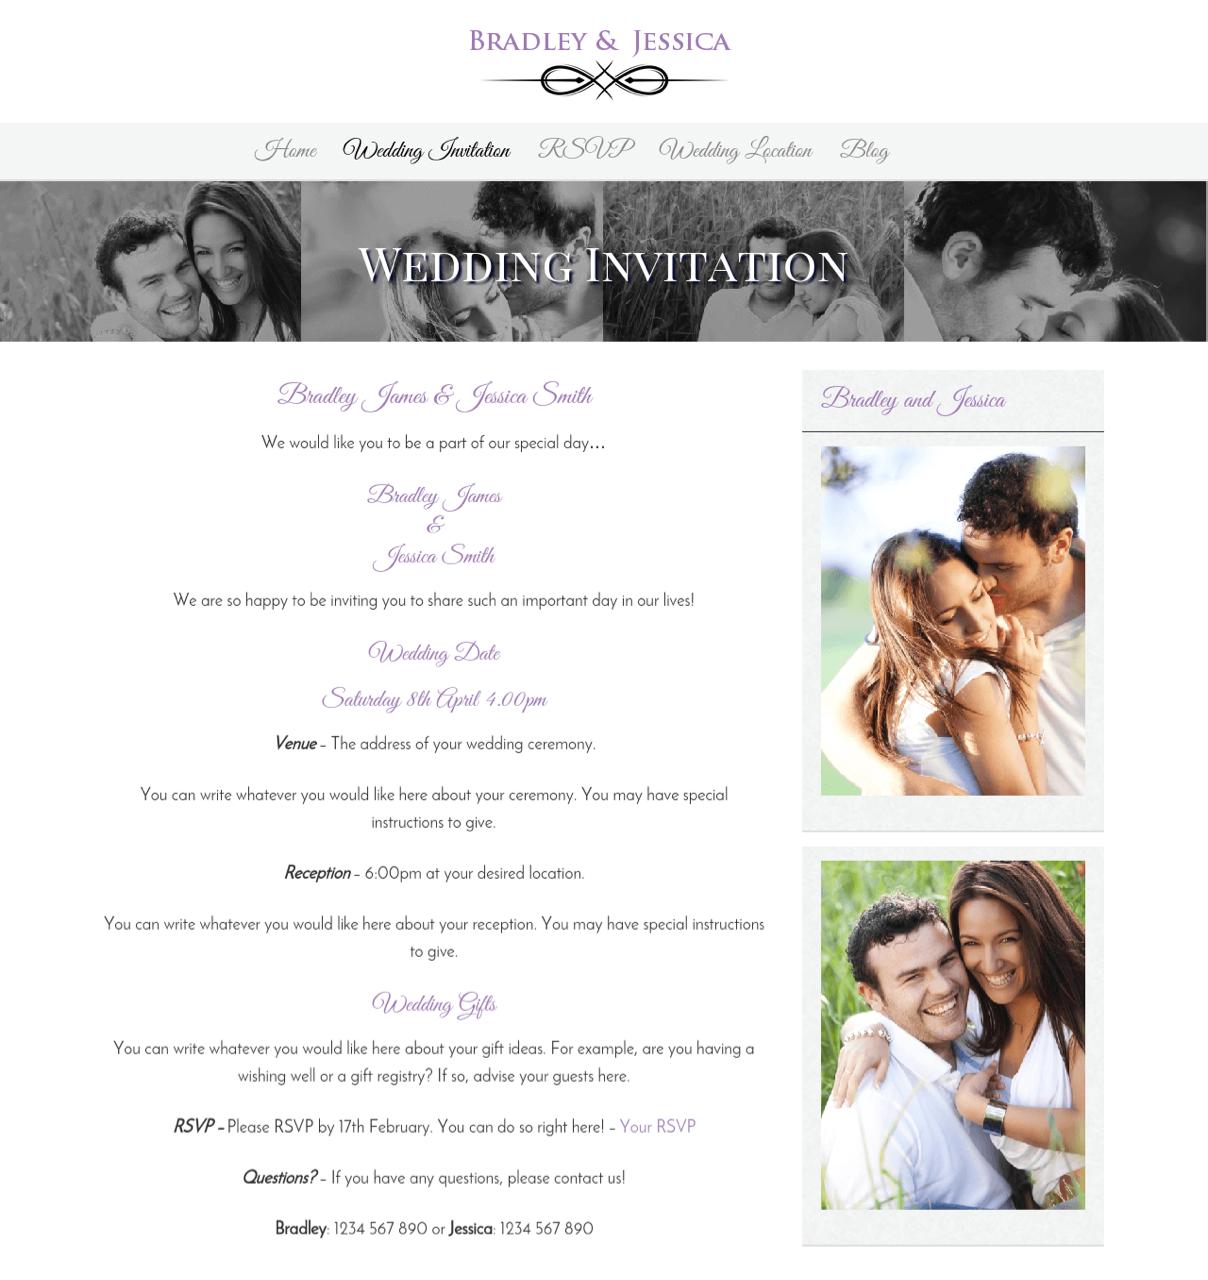 Bradley & Jessica
Home Wedding Invitation RSVP Wedding Location Blog
Wedding Invitation
Bradley James & Jessica Smith
We would like you to be a part of our special day...
Bradley James
&
Jessica Smith
We are so happy to be inviting you to share such an important day in our lives!
Wedding Date
Saturday 8th April 4.00pm
Venue – The address of your wedding ceremony.
You can write whatever you would like here about your ceremony. You may have special
instructions to give.
Reception – 6:00pm at your desired location.
You can write whatever you would like here about your reception. You may have special instructions
to give.
Wedding Gifts
You can write whatever you would like here about your gift ideas. For example, are you having a
wishing well or a gift registry? If so, advise your guests here.
RSVP – Please RSVP by 17th February. You can do so right here! – Your RSVP
Questions? – If you have any questions, please contact us!
Bradley: 1234 567 890 or Jessica: 1234 567 890
Bradley and Jessica